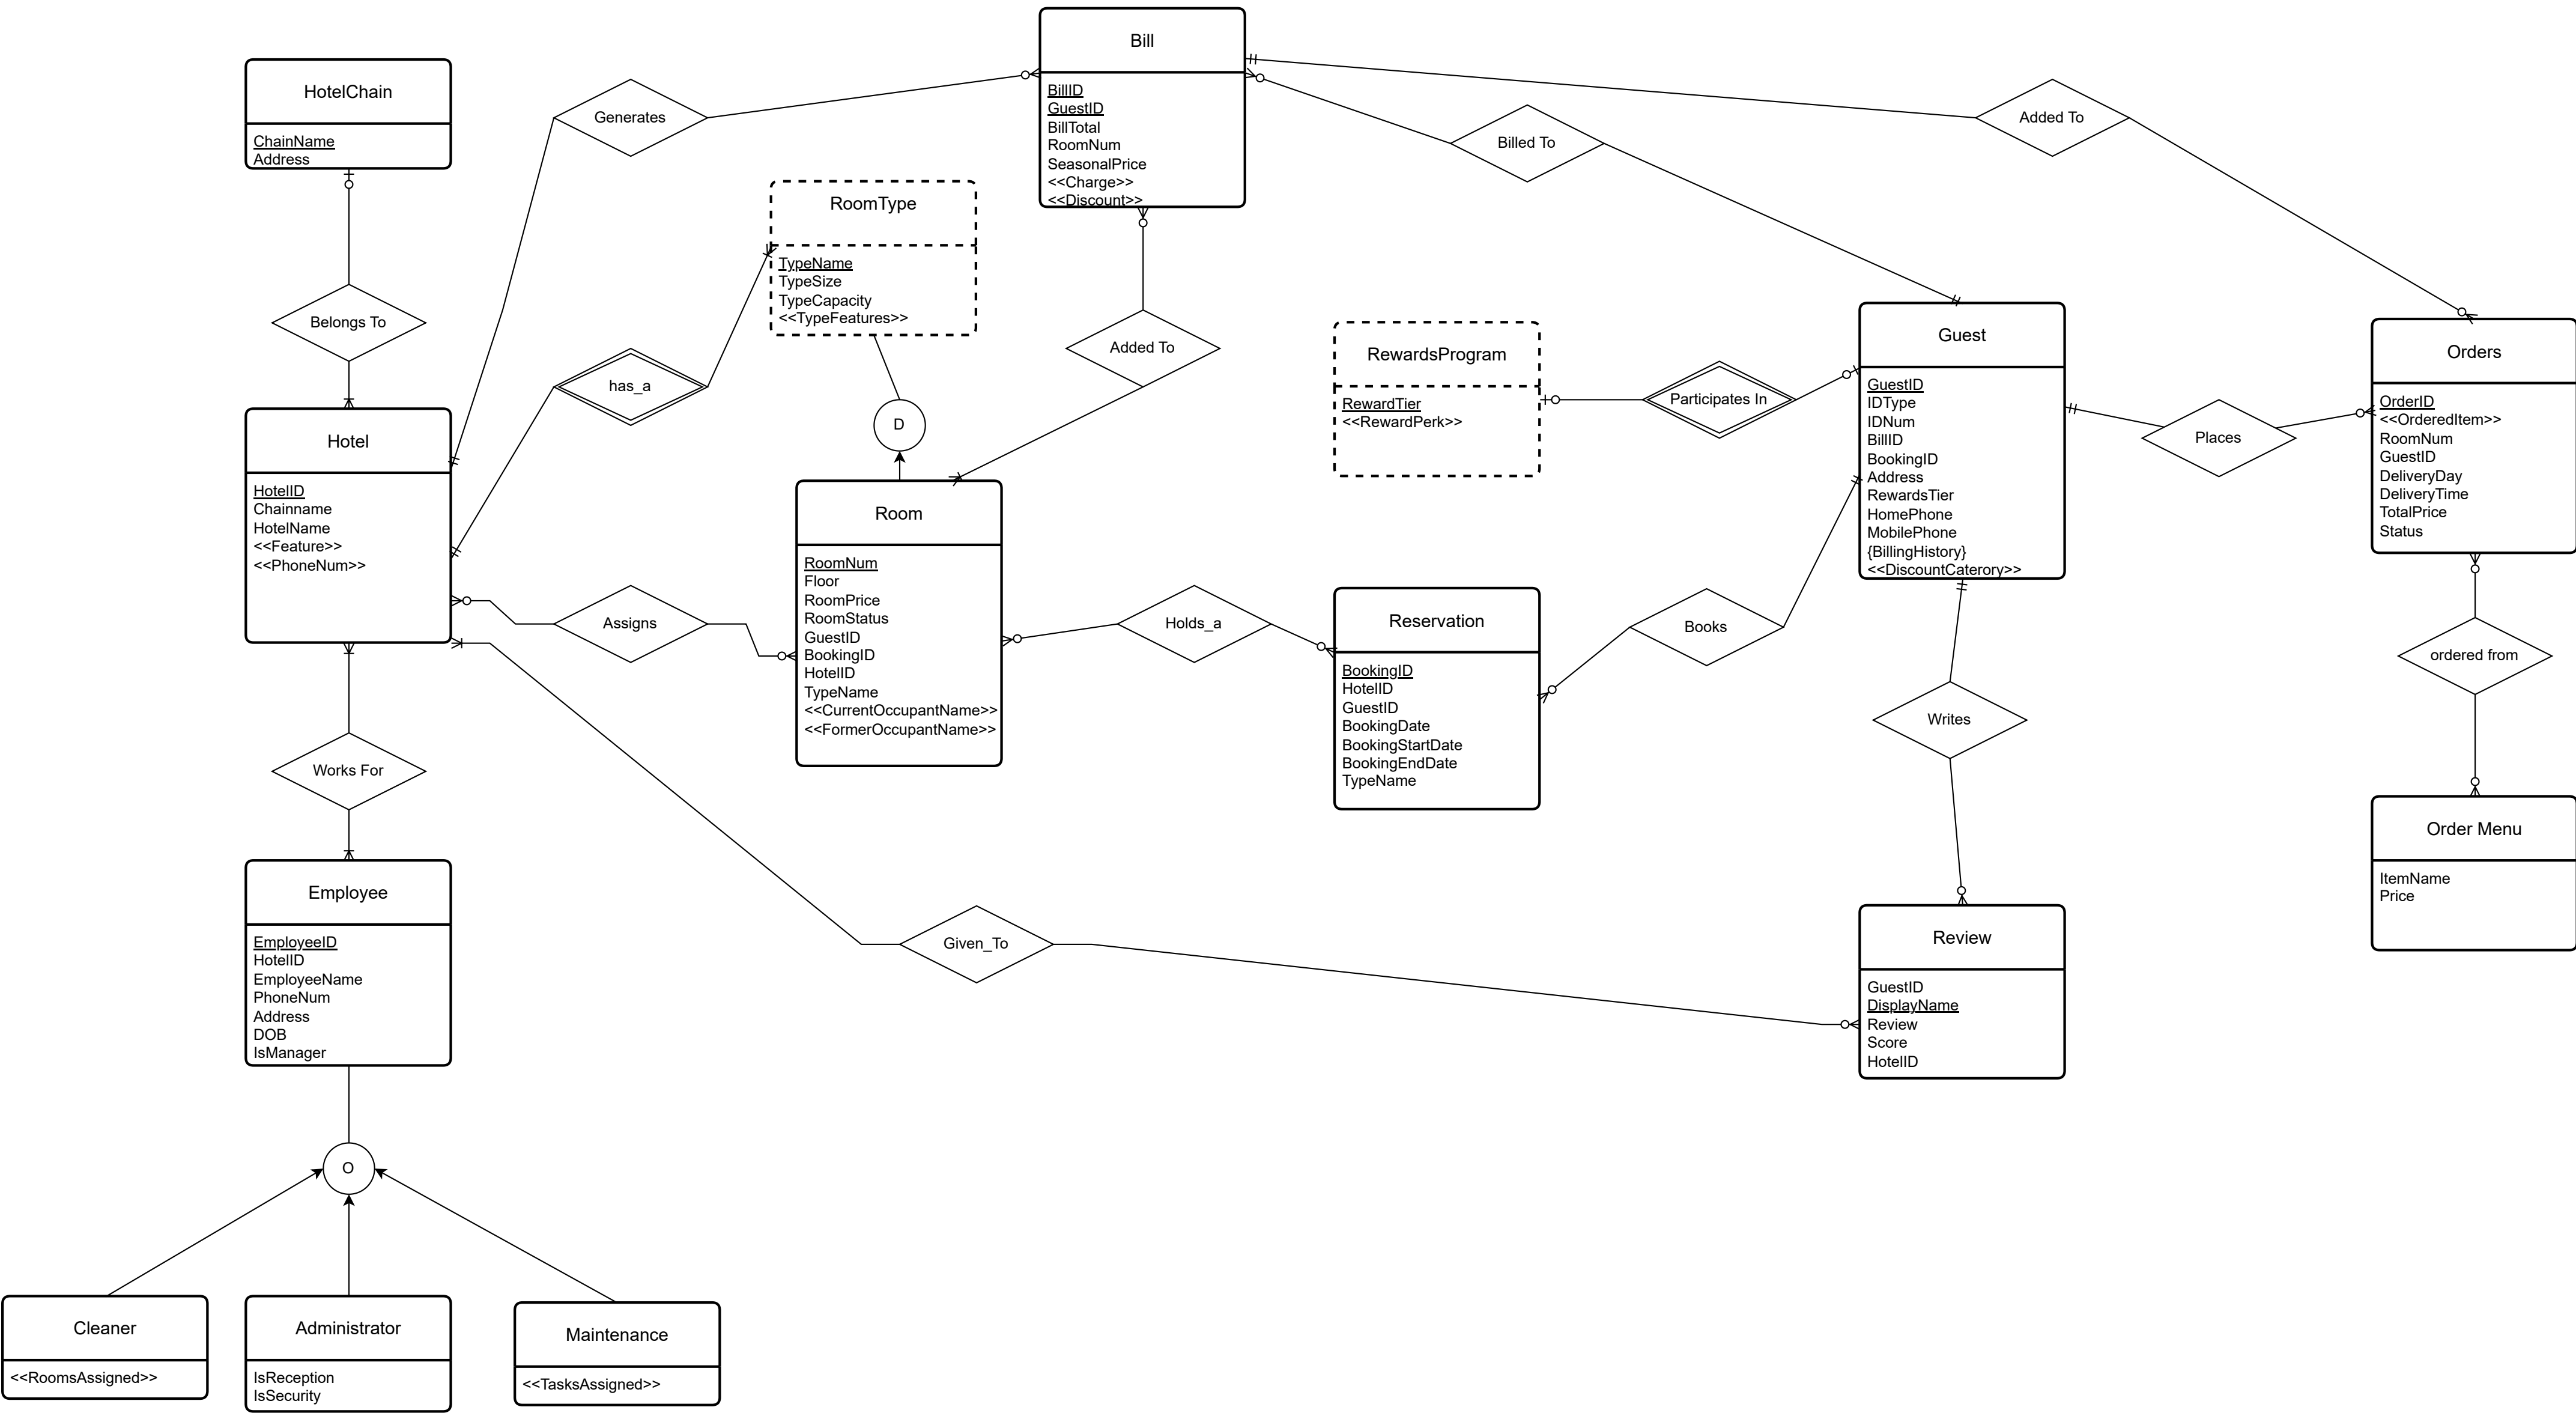 Bill
BillID
GuestID
BillTotal
RoomNum
SeasonalPrice
<<Charge>>
<<Discount>>
HotelChain
ChainName
Address
Generates
Billed To
Added To
RoomType
TypeName
TypeSize
TypeCapacity
<<TypeFeatures>>
Belongs To
has_a
Added To
RewardsProgram
RewardTier
<<RewardPerk>>
Participates In
Guest
GuestID
IDType
IDNum
BillID
BookingID
Address
RewardsTier
HomePhone
MobilePhone
{BillingHistory}
<<DiscountCaterory>>
Places
Orders
OrderID
<<OrderedItem>>
RoomNum
GuestID
DeliveryDay
DeliveryTime
TotalPrice
Status
Hotel
HotelID
Chainname
HotelName
<<Feature>>
<<PhoneNum>>
D
Room
RoomNum
Floor
RoomPrice
RoomStatus
GuestID
BookingID
HotelID
TypeName
<<CurrentOccupantName>>
<<FormerOccupantName>>
Assigns
Holds_a
Reservation
BookingID
HotelID
GuestID
BookingDate
BookingStartDate
BookingEndDate
TypeName
Books
Writes
ordered from
Works For
Order Menu
ItemName
Price
Employee
EmployeeID
HotelID
EmployeeName
PhoneNum
Address
DOB
IsManager
Given_To
Review
GuestID
DisplayName
Review
Score
HotelID
O
Cleaner
<<RoomsAssigned>>
Administrator
IsReception
IsSecurity
Maintenance
<<TasksAssigned>>